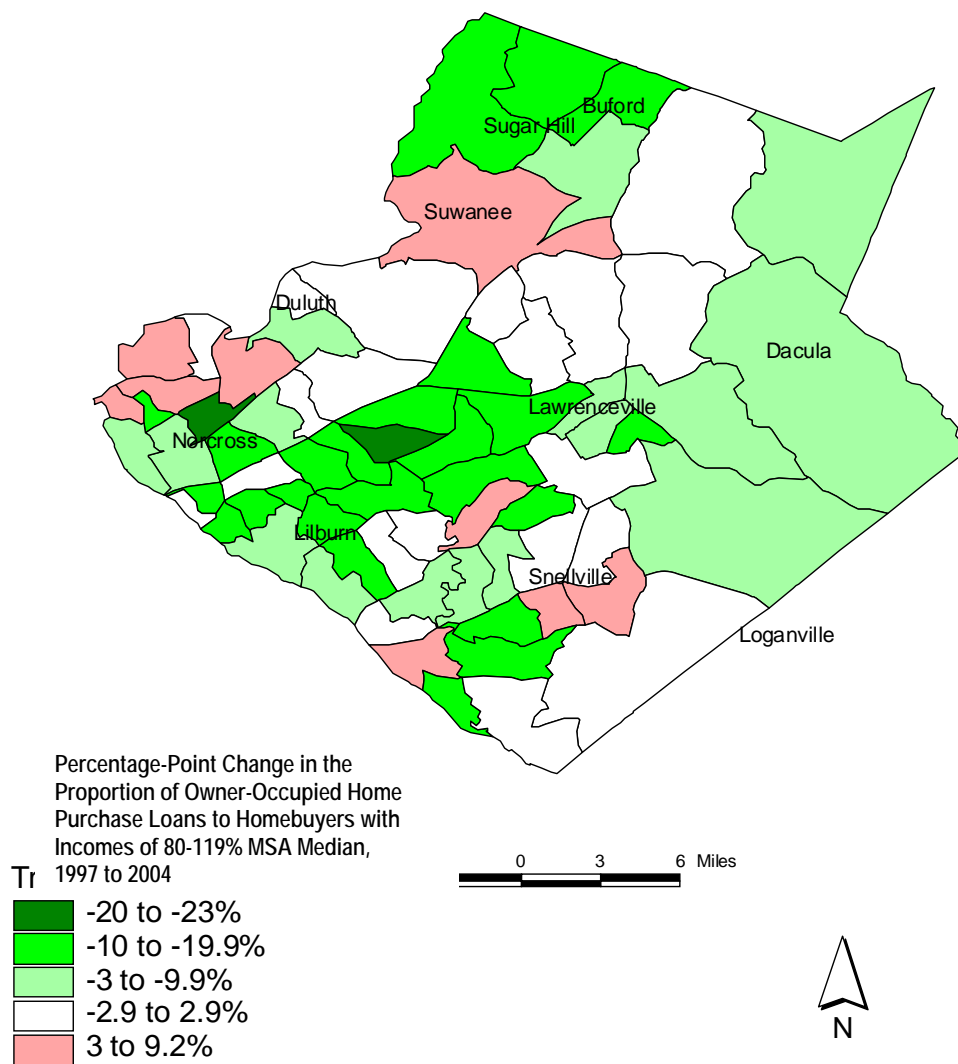 Buford
Sugar Hill
Suwanee
Duluth
Dacula
Lawrenceville
Norcross
Lilburn
Snellville
Loganville
Percentage-Point Change in the
Proportion of Owner-Occupied Home
Purchase Loans to Homebuyers with
Incomes of 80-119% MSA Median,
1997 to 2004
0 3 6 Miles
-20 to -23%
-10 to -19.9%
-3 to -9.9%
-2.9 to 2.9%
3 to 9.2%
N